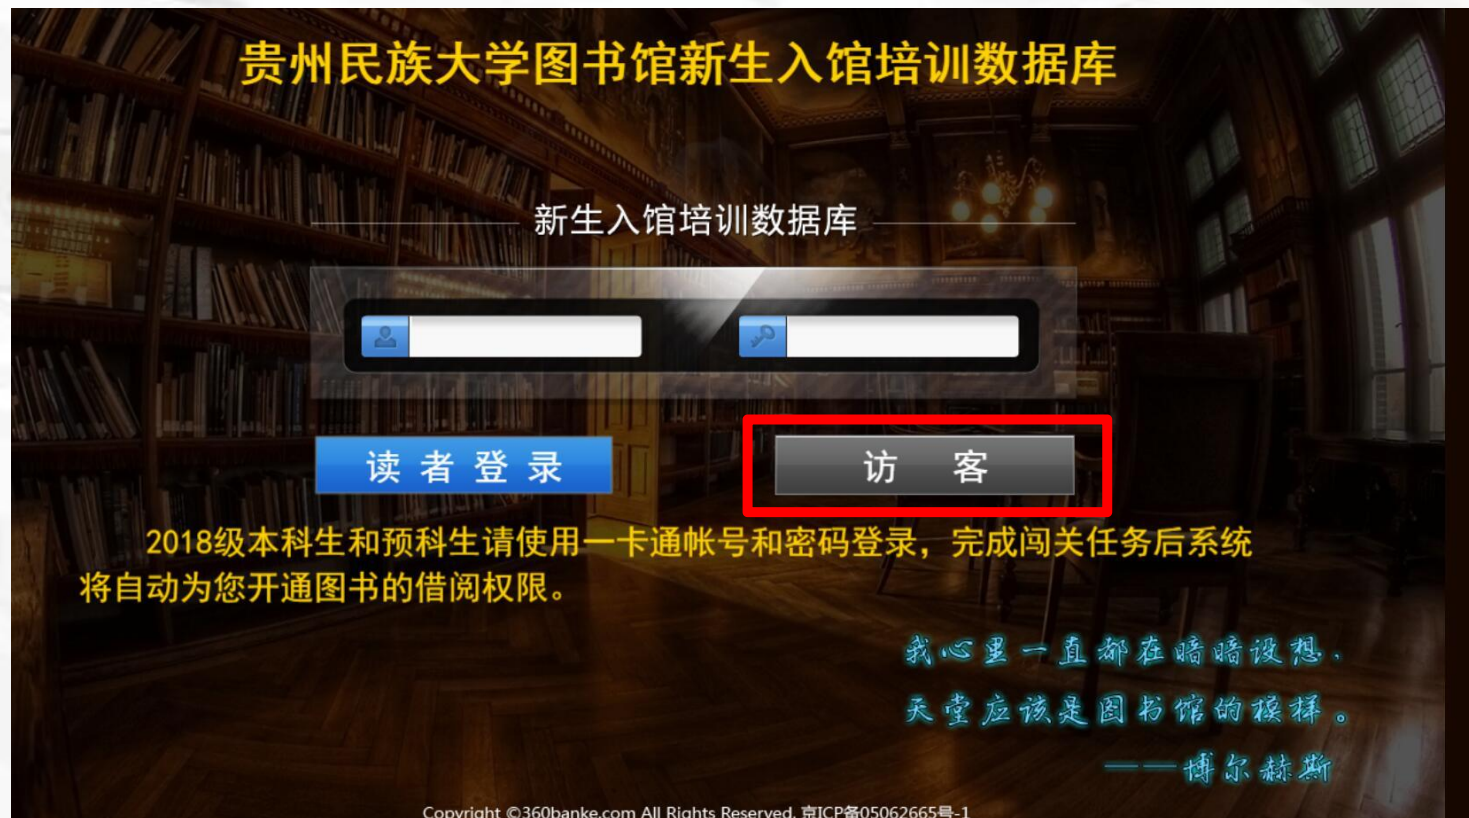 贵州民族大学图书馆新生入馆培训数据库
新生入馆培训数据库
读者登录
访客
2018级本科生和预科生请使用一卡通帐号和密码登录，完成闯关任务后系统
将自动为您开通图书的借阅权限。
我心里一直都在暗暗设想，
天堂应该是图书馆的模样。
——博尔赫斯
Copyright ©360banke.com All Rights Reserved. 京ICP备05062665号-1